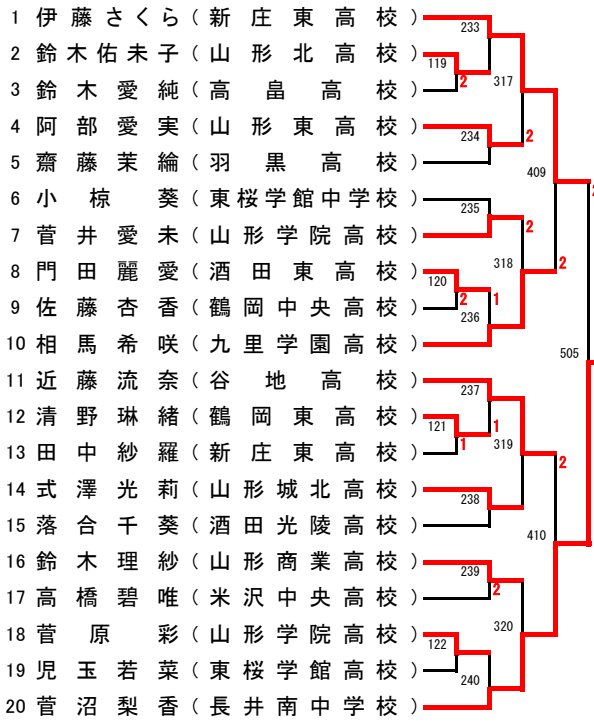 1 伊藤さくら（新庄東高校）
233
2 鈴木佑未子（山形北高校）
119
2
317
3 鈴木愛純（高畠高校）
4 阿部愛実（山形東高校）
234
2
5 齋藤茉綸（羽黒高校）
409
6 小椋葵（東桜学館中学校）
235
7 菅井愛未（山形学院高校）
2
318
2
8 門田麗愛（酒田東高校）
120
2
1
9 佐藤杏香（鶴岡中央高校）
236
10 相馬希咲（九里学園高校）
505
11 近藤流奈（谷地高校）
237
12 清野琳緒（鶴岡東高校）
121
1
1
319
2
13 田中紗羅（新庄東高校）
14 式澤光莉（山形城北高校）
238
15 落合千葵（酒田光陵高校）
410
16 鈴木理紗（山形商業高校）
239
2
17 高橋碧唯（米沢中央高校）
320
18 菅原彩（山形学院高校）
122
19 児玉若菜（東桜学館高校）
240
20 菅沼梨香（長井南中学校）